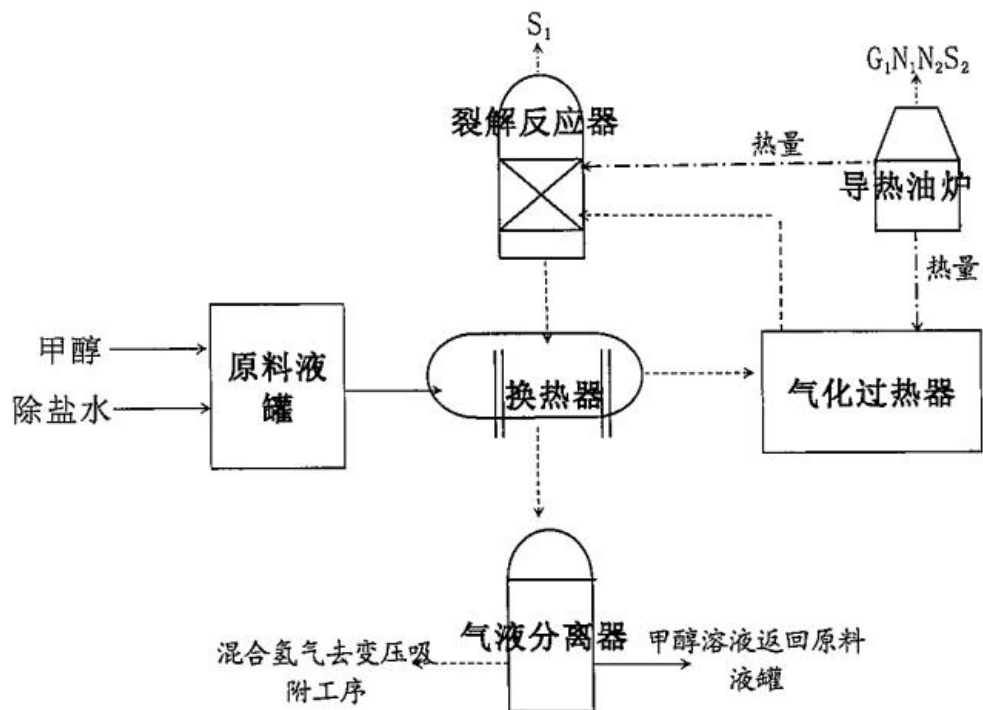 S₁
G₁N₁N₂S₂
裂解反应器
热量
导热油炉
热量
甲醇
除盐水
原料液
罐
换热器
气化过热器
气液分离器
混合氢气去变压吸
附工序
甲醇溶液返回原料
液罐